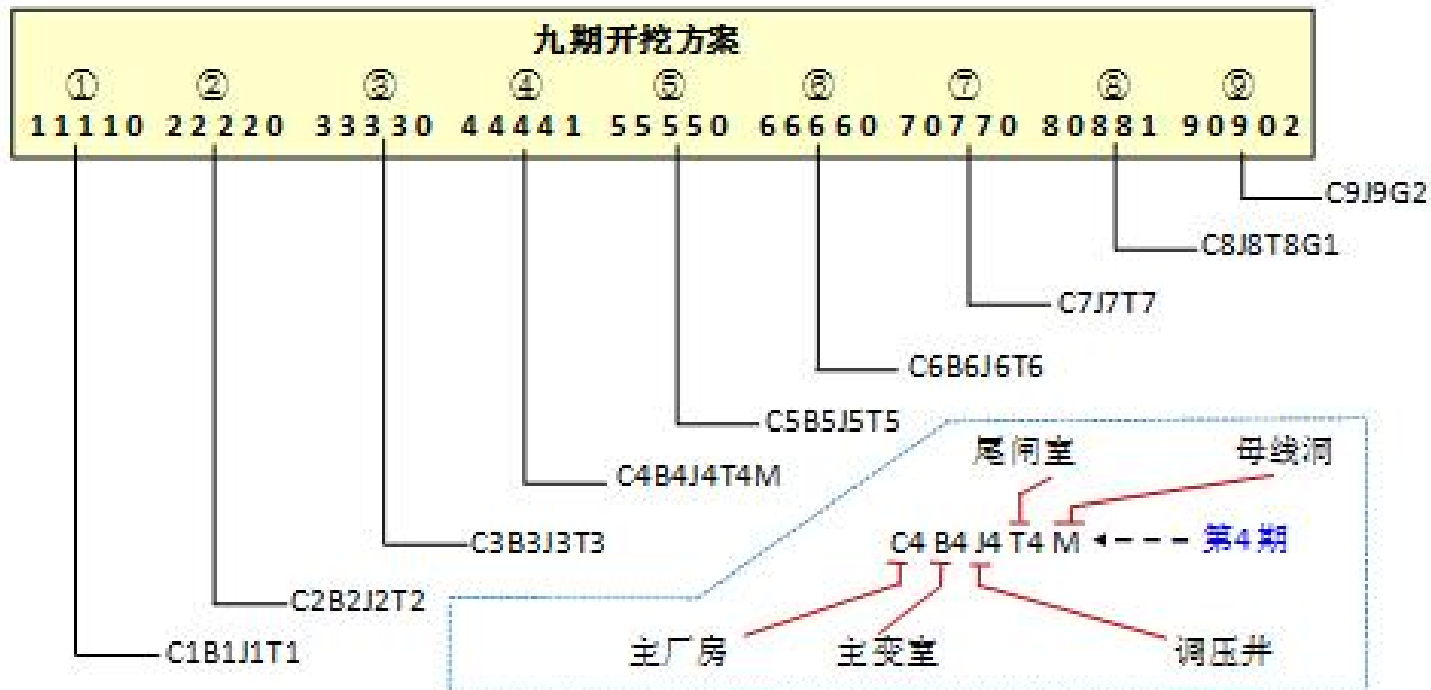 九期开挖方案
① ② ③ ④ ⑤ ⑥ ⑦ ⑧ ⑨
11110 22220 33330 44441 55550 66660 70770 80881 90902
C9J9G2
C8J8T8G1
C7J7T7
C6B6J6T6
C5B5J5T5
C4B4J4T4M
C3B3J3T3
C2B2J2T2
C1B1J1T1
尾闸室 母线洞
C4 B4 J4 T4 M 第4期
主厂房 主变室 调压井